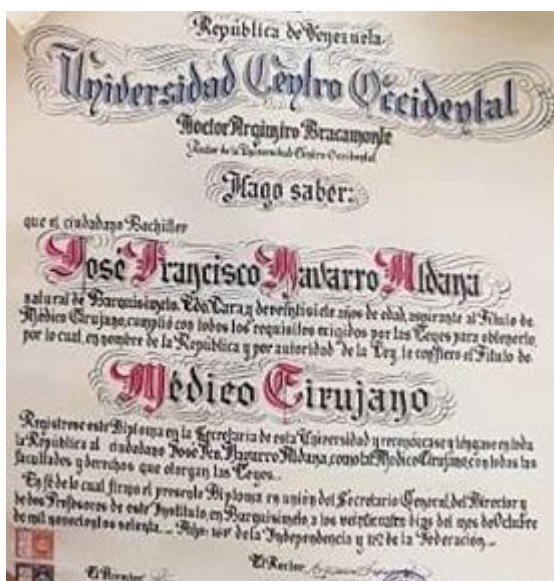 República de Venezuela
Universidad Centro Occidental
Doctor Argimiro Bracamonte
Rector de la Universidad Centro Occidental
Hago saber:
que el ciudadano Bachiller
José Francisco Navarro Aldana
natural de Barquisimeto, Edo. Lara, y de veintisiete años de edad, aspirante al Título de
Médico Cirujano, cumplió con todos los requisitos exigidos por las Leyes para obtenerlo,
por lo cual, en nombre de la República y por autoridad de la Ley, le confiero el Título de
Médico Cirujano
Regístrese este Diploma en la Secretaría de esta Universidad y reconózcase y téngase en toda
la República al ciudadano José Fco. Navarro Aldana, como tal Médico Cirujano, con todas las
facultades y derechos que otorgan las Leyes.
En fé de lo cual firmo el presente Diploma en unión del Secretario General, del Director y
de dos Profesores de este Instituto, en Barquisimeto a los veinticuatro días del mes de Octubre
de mil novecientos setenta. Año: 160º de la Independencia y 112 de la Federación
El Rector
El Director